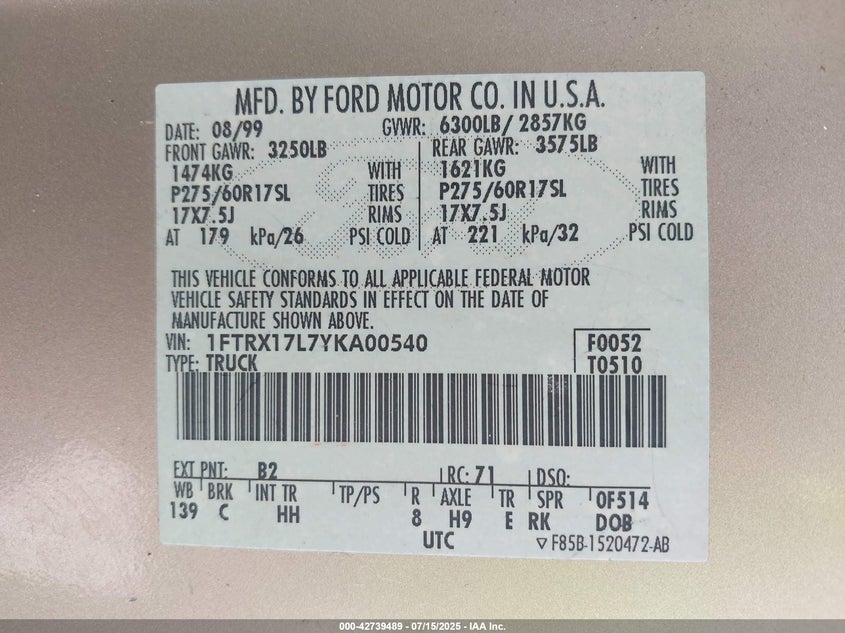 MFD. BY FORD MOTOR CO. IN U.S.A.
DATE: 08/99 GVWR: 6300LB/ 2857KG
FRONT GAWR: 3250LB REAR GAWR: 3575LB
1474KG WITH 1621KG WITH
P275/60R17SL TIRES P275/60R17SL TIRES
17X7.5J RIMS 17X7.5J RIMS
AT 179 kPa/26 PSI COLD AT 221 kPa/32 PSI COLD
THIS VEHICLE CONFORMS TO ALL APPLICABLE FEDERAL MOTOR
VEHICLE SAFETY STANDARDS IN EFFECT ON THE DATE OF
MANUFACTURE SHOWN ABOVE.
VIN: 1FTRX17L7YKA00540 F0052
TYPE: TRUCK T0510
EXT PNT: B2 RC: 71 DSO:
WB BRK INT TR TP/PS R AXLE TR SPR 0F514
139 C HH 8 H9 E RK DOB
UTC ▽ F85B-1520472-AB
000-42739489 - 07/15/2025 - IAA Inc.